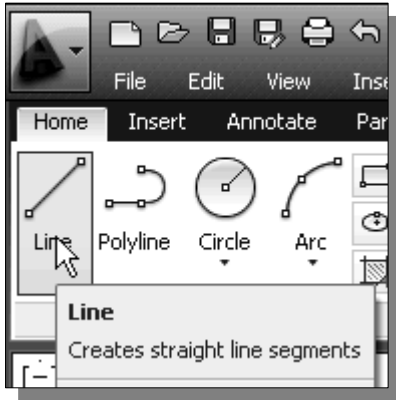 File Edit View
Home Insert Annotate
Line Polyline Circle Arc
Line
Creates straight line segments